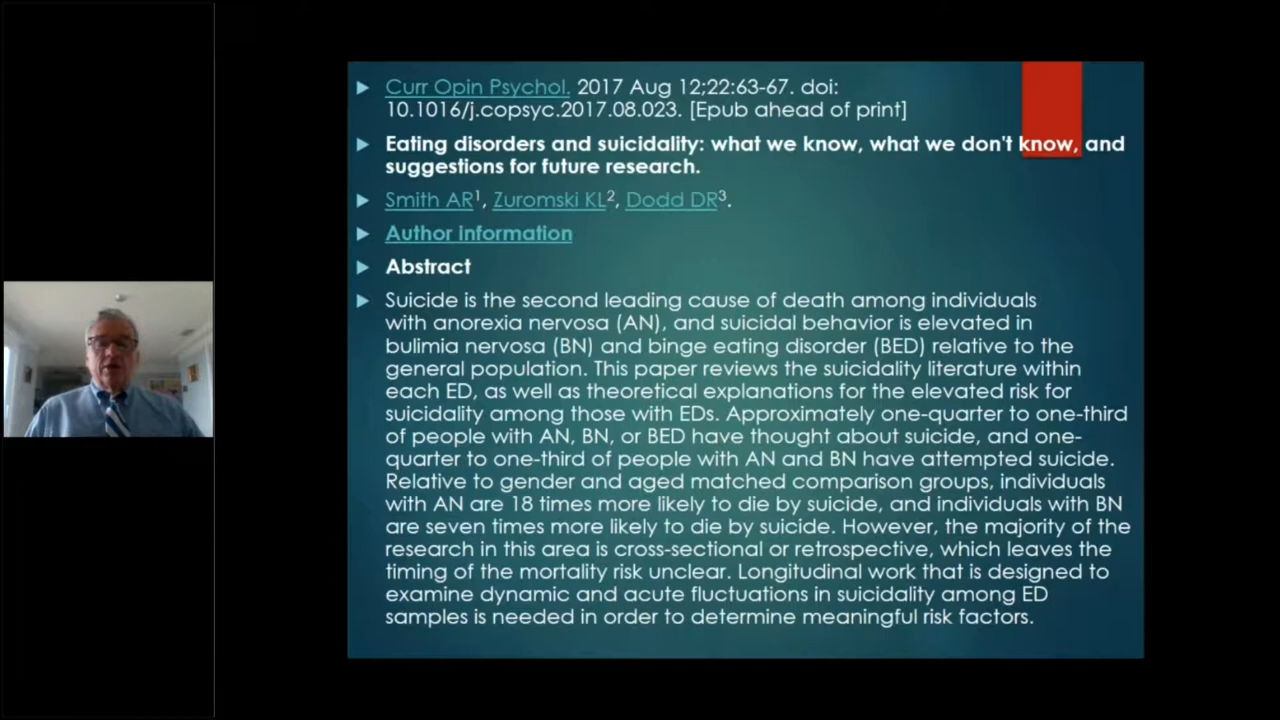 Curr Opin Psychol. 2017 Aug 12;22:63-67. doi:
10.1016/j.copsyc.2017.08.023. [Epub ahead of print]
Eating disorders and suicidality: what we know, what we don't know, and
suggestions for future research.
Smith AR1, Zuromski KL2, Dodd DR3.
Author information
Abstract
Suicide is the second leading cause of death among individuals
with anorexia nervosa (AN), and suicidal behavior is elevated in
bulimia nervosa (BN) and binge eating disorder (BED) relative to the
general population. This paper reviews the suicidality literature within
each ED, as well as theoretical explanations for the elevated risk for
suicidality among those with EDs. Approximately one-quarter to one-third
of people with AN, BN, or BED have thought about suicide, and one-
quarter to one-third of people with AN and BN have attempted suicide.
Relative to gender and aged matched comparison groups, individuals
with AN are 18 times more likely to die by suicide, and individuals with BN
are seven times more likely to die by suicide. However, the majority of the
research in this area is cross-sectional or retrospective, which leaves the
timing of the mortality risk unclear. Longitudinal work that is designed to
examine dynamic and acute fluctuations in suicidality among ED
samples is needed in order to determine meaningful risk factors.